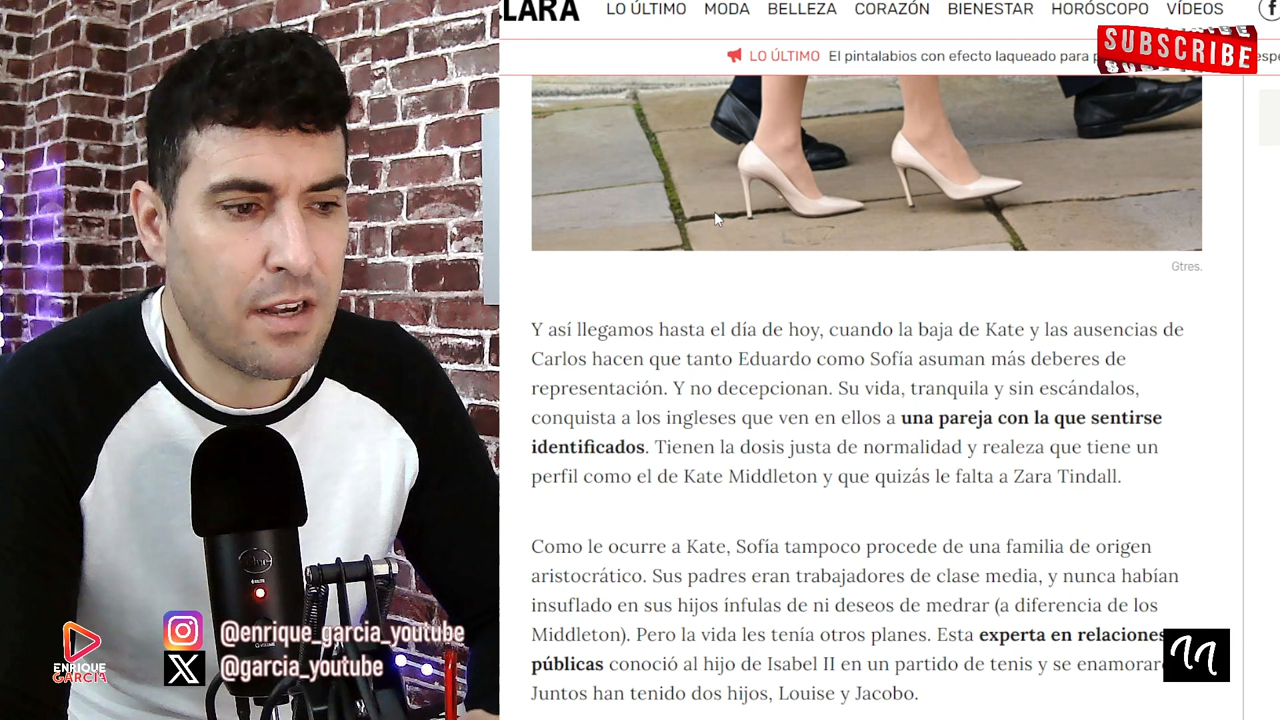 CLARA
LO ÚLTIMO MODA BELLEZA CORAZÓN BIENESTAR HORÓSCOPO VÍDEOS
LO ÚLTIMO El pintalabios con efecto laqueado para
SUBSCRIBE
Gtres.
Y así llegamos hasta el día de hoy, cuando la baja de Kate y las ausencias de
Carlos hacen que tanto Eduardo como Sofía asuman más deberes de
representación. Y no decepcionan. Su vida, tranquila y sin escándalos,
conquista a los ingleses que ven en ellos a una pareja con la que sentirse
identificados. Tienen la dosis justa de normalidad y realeza que tiene un
perfil como el de Kate Middleton y que quizás le falta a Zara Tindall.
Como le ocurre a Kate, Sofía tampoco procede de una familia de origen
aristocrático. Sus padres eran trabajadores de clase media, y nunca habían
insuflado en sus hijos ínfulas de ni deseos de medrar (a diferencia de los
Middleton). Pero la vida les tenía otros planes. Esta experta en relaciones
públicas conoció al hijo de Isabel II en un partido de tenis y se enamoraro
Juntos han tenido dos hijos, Louise y Jacobo.
ENRIQUE
GARCIA
@enrique_garcia_youtube
@garcia_youtube